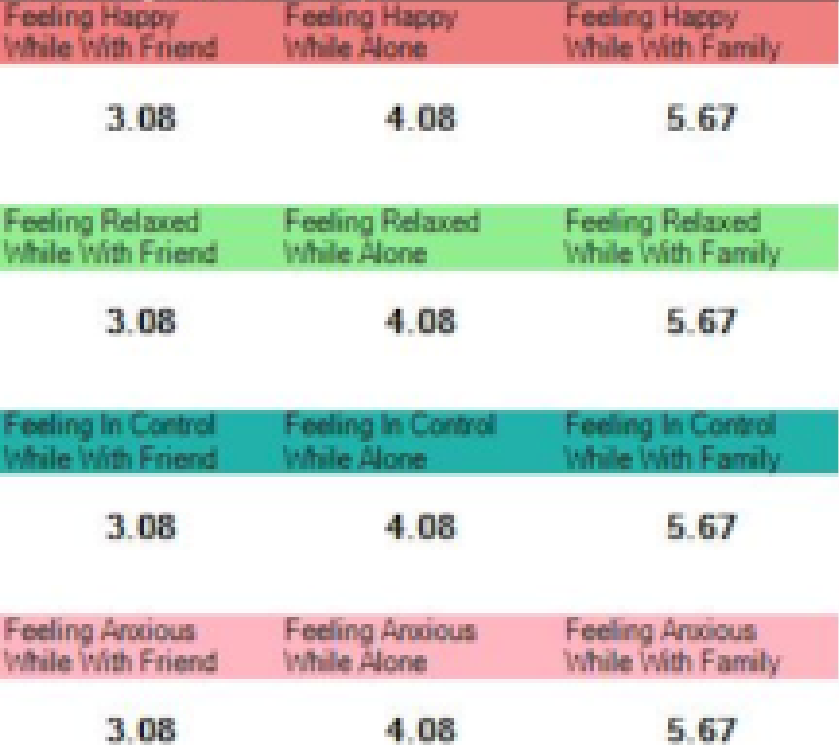 Feeling Happy Feeling Happy Feeling Happy
While With Friend While Alone While With Family
3.08 4.08 5.67
Feeling Relaxed Feeling Relaxed Feeling Relaxed
While With Friend While Alone While With Family
3.08 4.08 5.67
Feeling In Control Feeling In Control Feeling In Control
While With Friend While Alone While With Family
3.08 4.08 5.67
Feeling Anxious Feeling Anxious Feeling Anxious
While With Friend While Alone While With Family
3.08 4.08 5.67